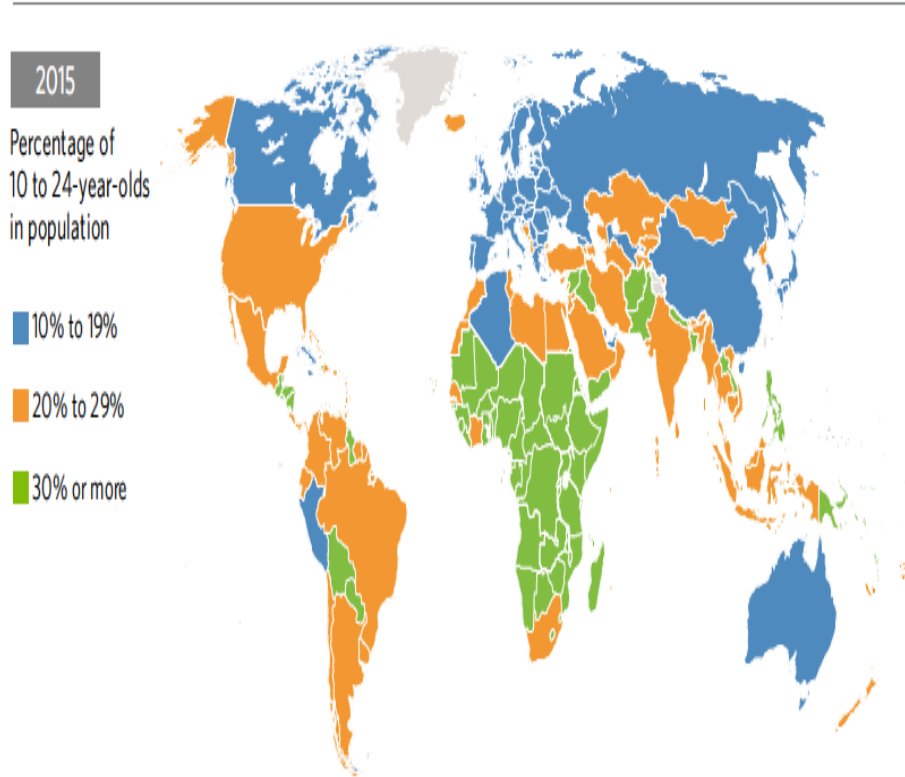 2015
Percentage of
10 to 24-year-olds
in population
10% to 19%
20% to 29%
30% or more